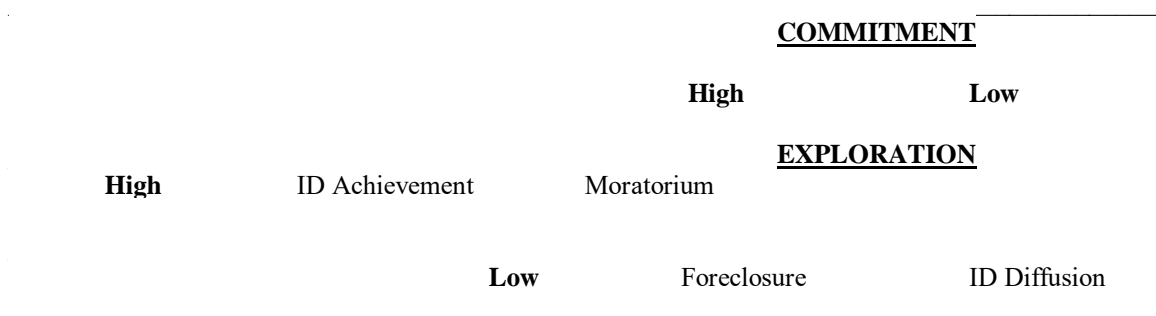 COMMITMENT
High Low
EXPLORATION
High ID Achievement Moratorium
Low Foreclosure ID Diffusion